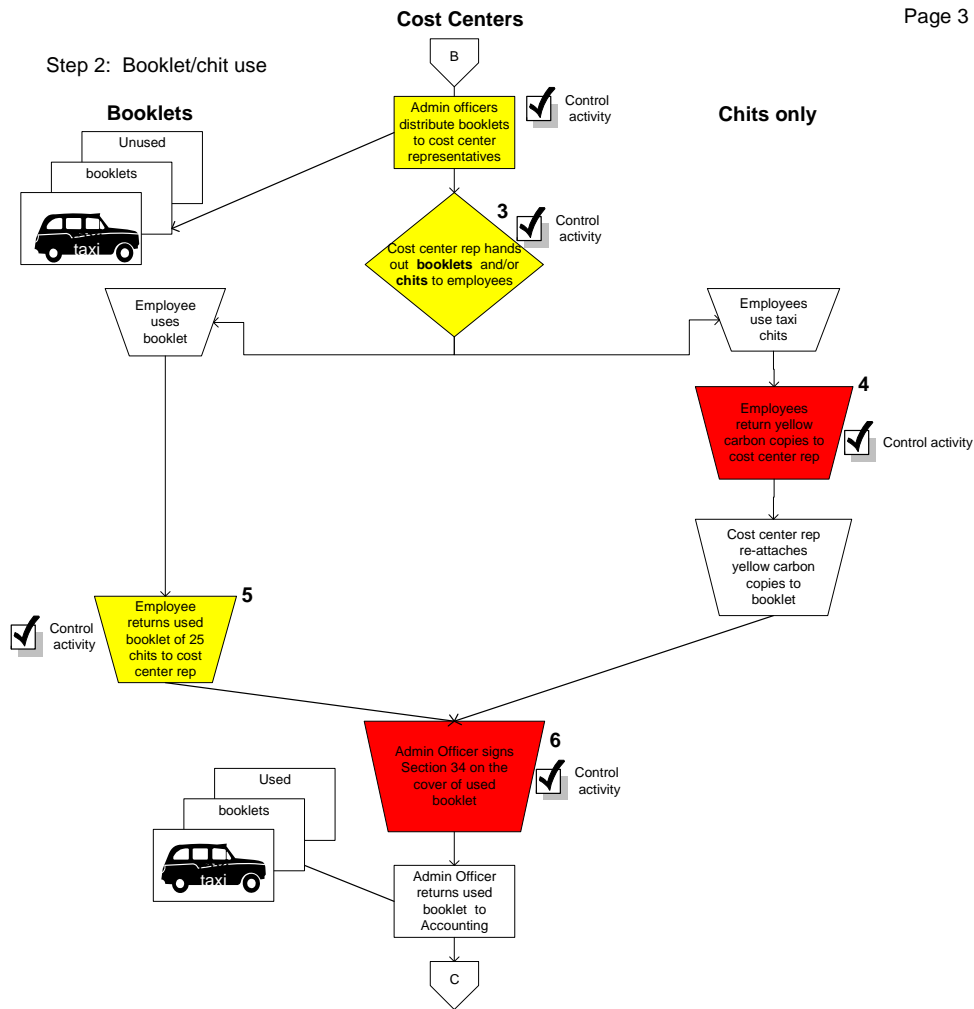 Cost Centers
Page 3
B
Step 2: Booklet/chit use
Booklets
Chits only
Admin officers
distribute booklets
to cost center
representatives
Control
activity
Unused
booklets
taxi
3
Control
activity
Cost center rep hands
out booklets and/or
chits to employees
Employee
uses
booklet
Employees
use taxi
chits
4
Employees
return yellow
carbon copies to
cost center rep
Control activity
Cost center rep
re-attaches
yellow carbon
copies to
booklet
5
Employee
returns used
booklet of 25
chits to cost
center rep
Control
activity
6
Admin Officer signs
Section 34 on the
cover of used
booklet
Control
activity
Used
booklets
taxi
Admin Officer
returns used
booklet to
Accounting
C